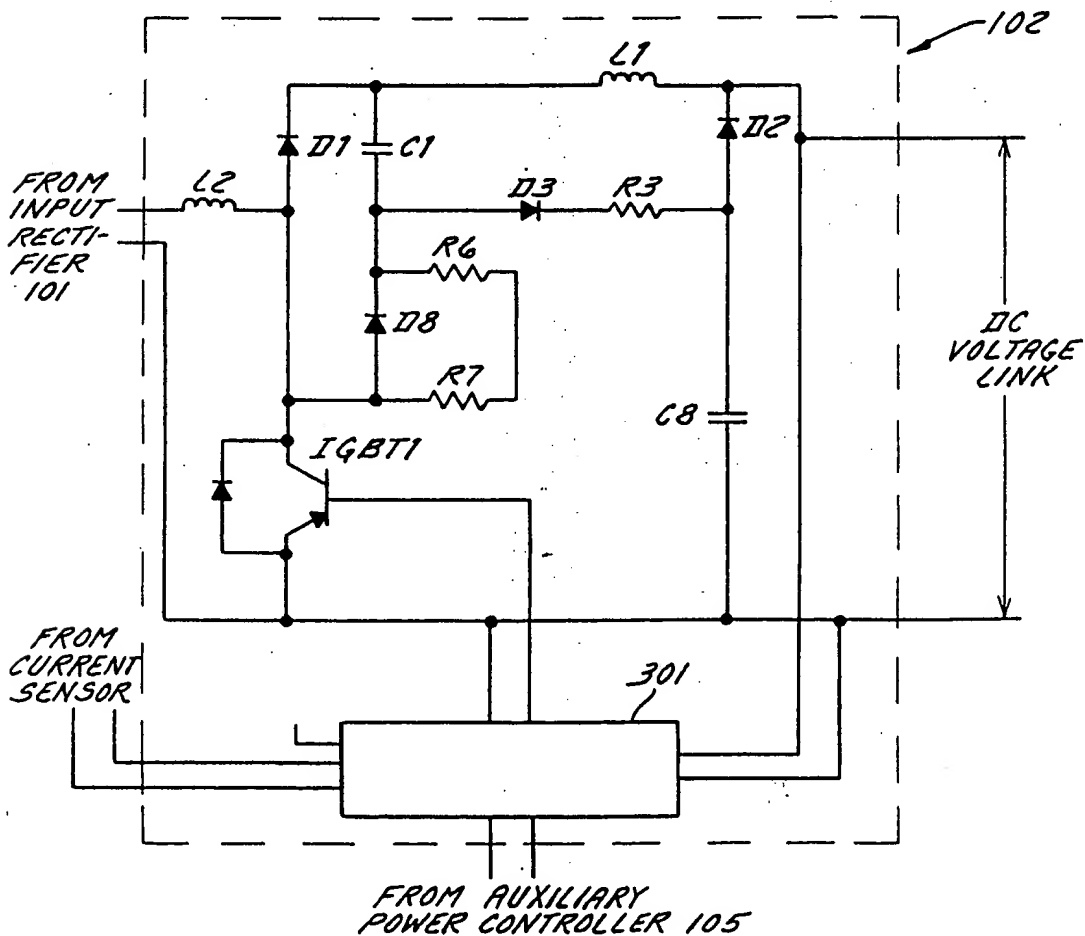 102
L1
D1
C1
D2
FROM
INPUT
RECTI-
FIER
101
L2
D3
R3
R6
D8
R7
DC
VOLTAGE
LINK
C8
IGBT1
FROM
CURRENT
SENSOR
301
FROM AUXILIARY
POWER CONTROLLER 105